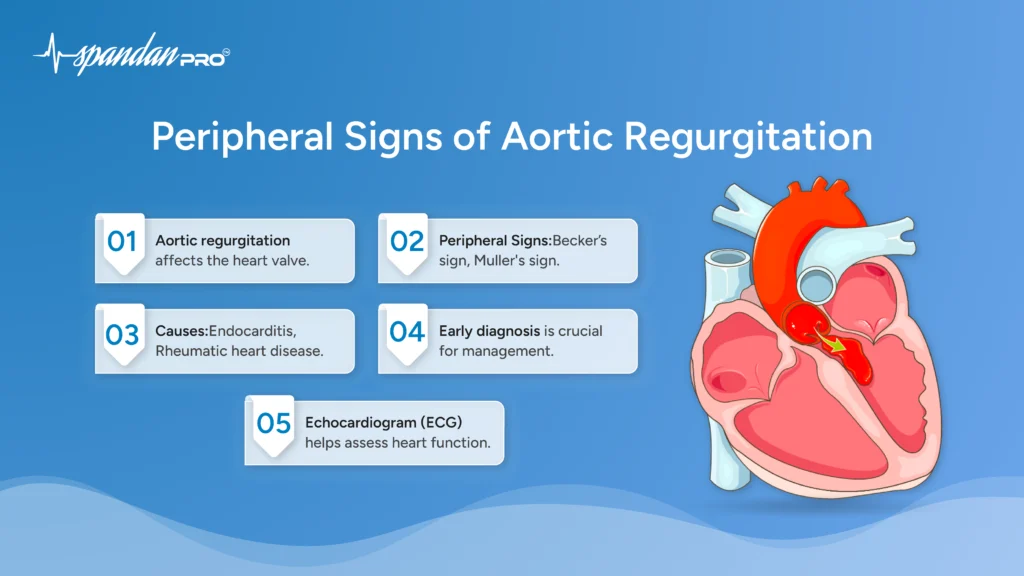 spandan PRO™
Peripheral Signs of Aortic Regurgitation
01
Aortic regurgitation
affects the heart valve.
02
Peripheral Signs:Becker's
sign, Muller's sign.
03
Causes:Endocarditis,
Rheumatic heart disease.
04
Early diagnosis is crucial
for management.
05
Echocardiogram (ECG)
helps assess heart function.